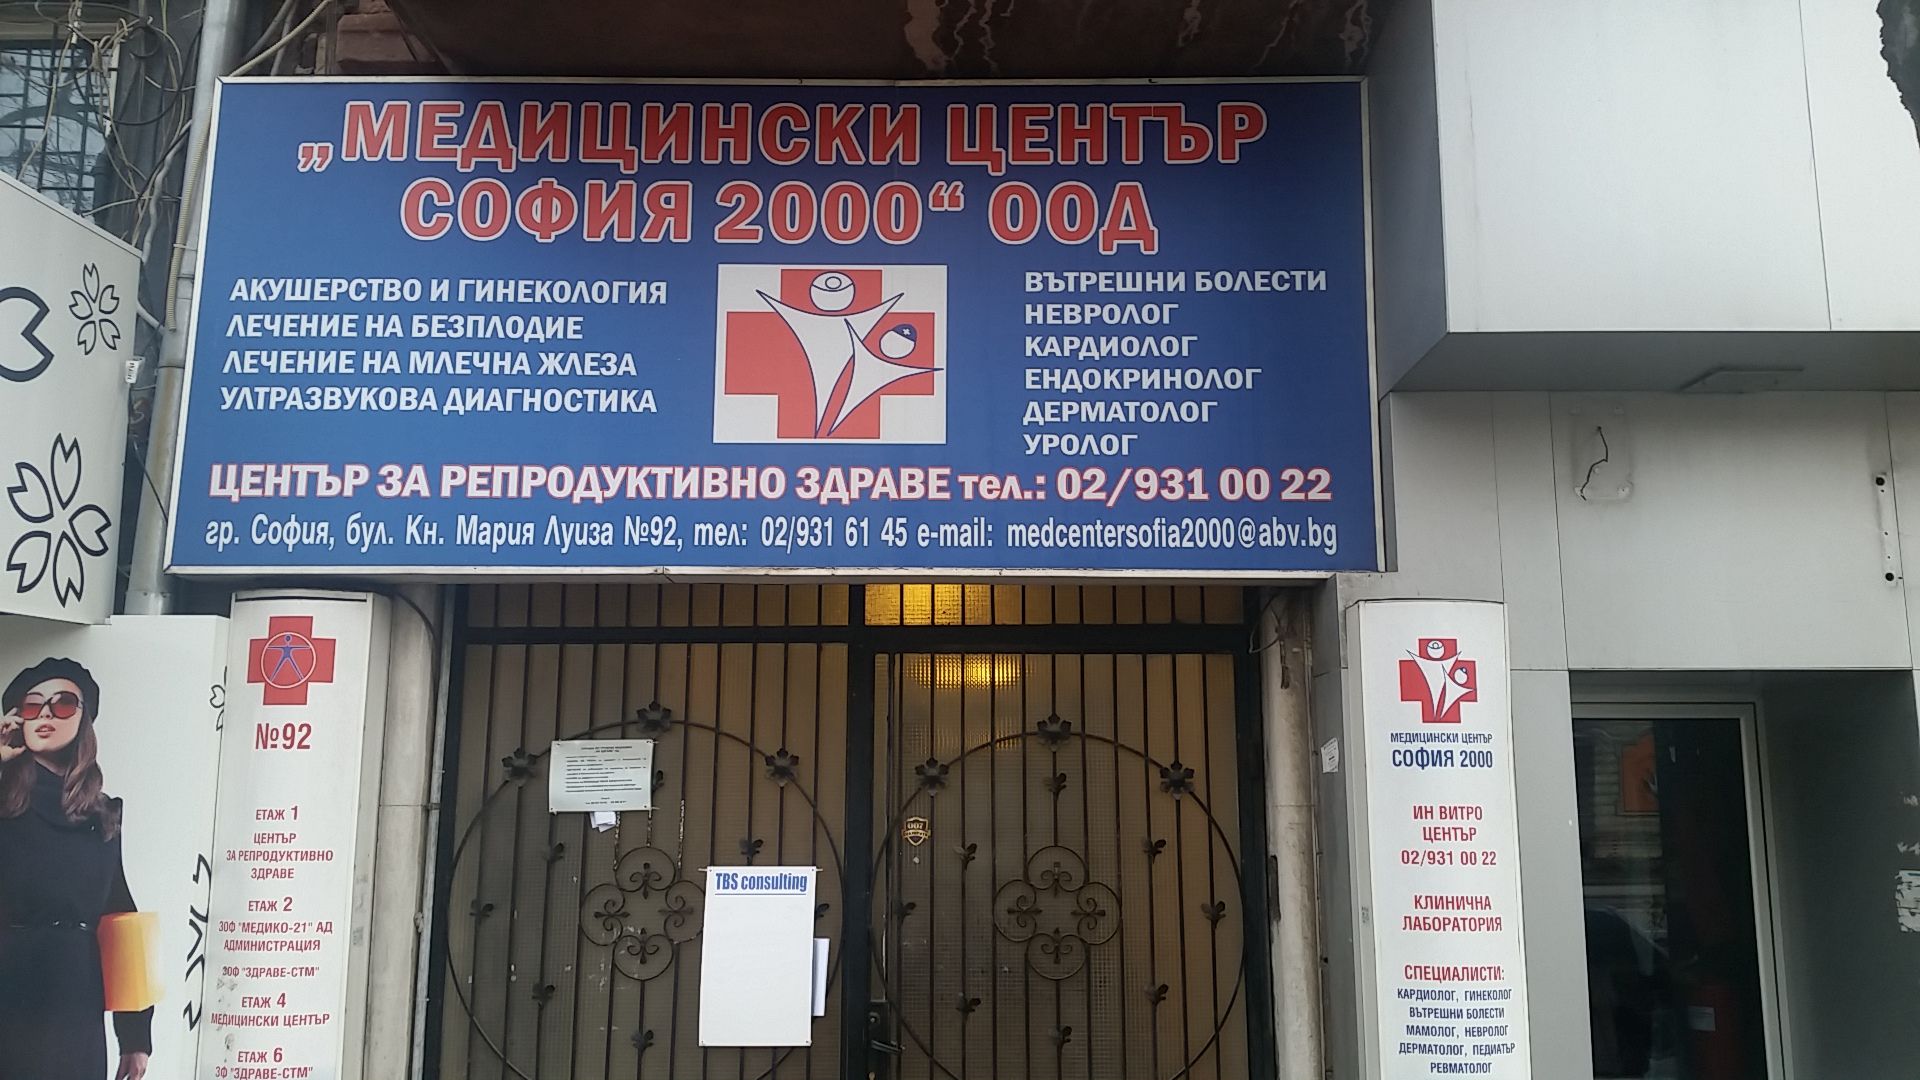 „МЕДИЦИНСКИ ЦЕНТЪР
СОФИЯ 2000“ ООД
АКУШЕРСТВО И ГИНЕКОЛОГИЯ
ЛЕЧЕНИЕ НА БЕЗПЛОДИЕ
ЛЕЧЕНИЕ НА МЛЕЧНА ЖЛЕЗА
УЛТРАЗВУКОВА ДИАГНОСТИКА
ВЪТРЕШНИ БОЛЕСТИ
НЕВРОЛОГ
КАРДИОЛОГ
ЕНДОКРИНОЛОГ
ДЕРМАТОЛОГ
УРОЛОГ
ЦЕНТЪР ЗА РЕПРОДУКТИВНО ЗДРАВЕ тел.: 02/931 00 22
гр. София, бул. Кн. Мария Луиза №92, тел: 02/931 61 45 e-mail: medcentersofia2000@abv.bg
№92
ЕТАЖ 1
ЦЕНТЪР
ЗА РЕПРОДУКТИВНО
ЗДРАВЕ
ЕТАЖ 2
ЗОФ "МЕДИКО-21" АД
АДМИНИСТРАЦИЯ
ЗОФ "ЗДРАВЕ-СТМ"
ЕТАЖ 4
МЕДИЦИНСКИ ЦЕНТЪР
ЕТАЖ 6
ЗФ "ЗДРАВЕ-СТМ"
007
TBS consulting
МЕДИЦИНСКИ ЦЕНТЪР
СОФИЯ 2000
ИН ВИТРО
ЦЕНТЪР
02/931 00 22
КЛИНИЧНА
ЛАБОРАТОРИЯ
СПЕЦИАЛИСТИ:
КАРДИОЛОГ, ГИНЕКОЛОГ
ВЪТРЕШНИ БОЛЕСТИ
МАМОЛОГ, НЕВРОЛОГ
ДЕРМАТОЛОГ, ПЕДИАТЪР
РЕВМАТОЛОГ